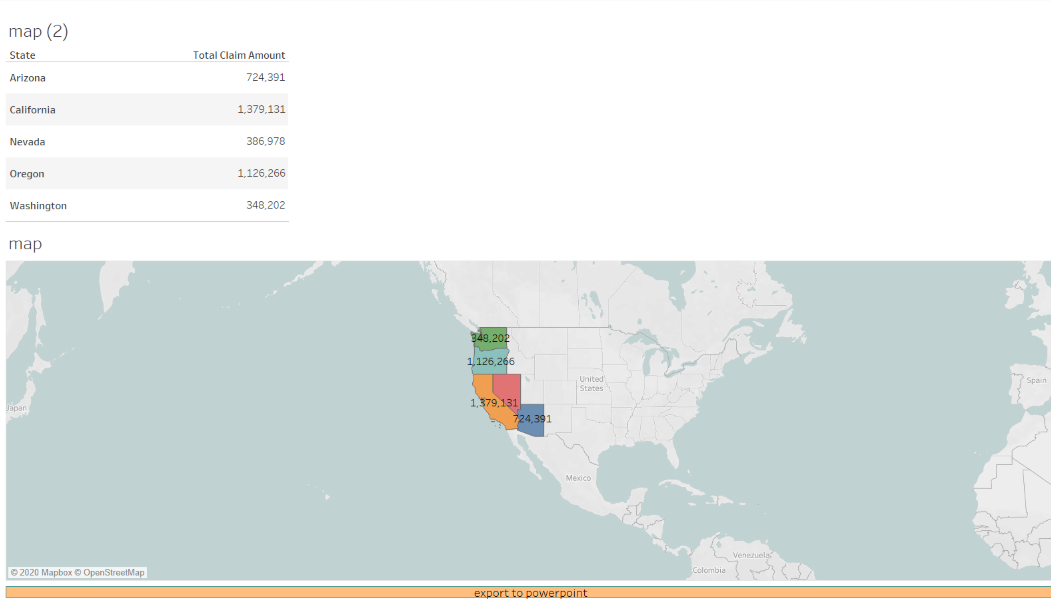 map (2)
State Total Claim Amount
Arizona 724,391
California 1,379,131
Nevada 386,978
Oregon 1,126,266
Washington 348,202
map
348,202
1,126,266
United
States
1,379,131
724,391
Spain
Japan
Mexico
Venezuela
Colombia
© 2020 Mapbox © OpenStreetMap
export to powerpoint